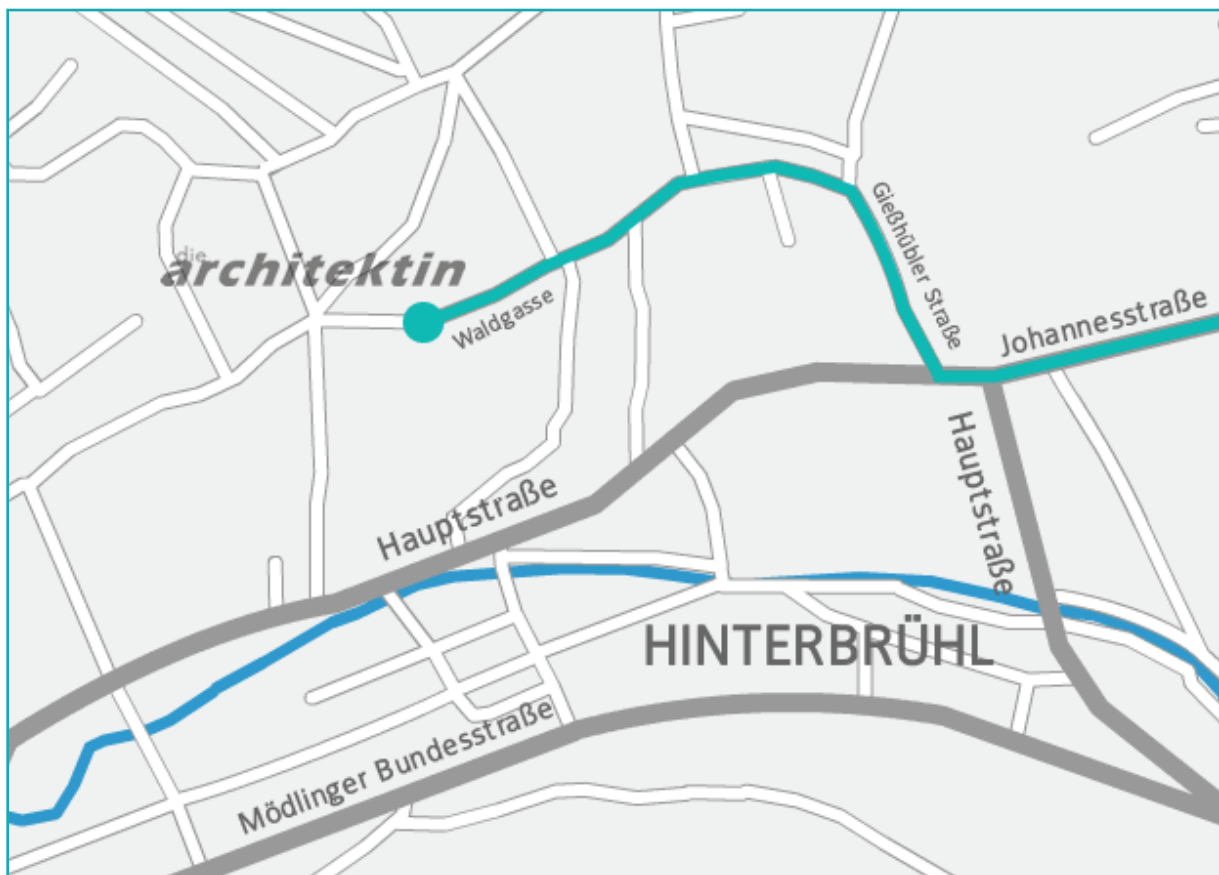 die
architektin
Waldgasse
Gießhübler Straße
Johannesstraße
Hauptstraße
Hauptstraße
HINTERBRÜHL
Mödlinger Bundesstraße